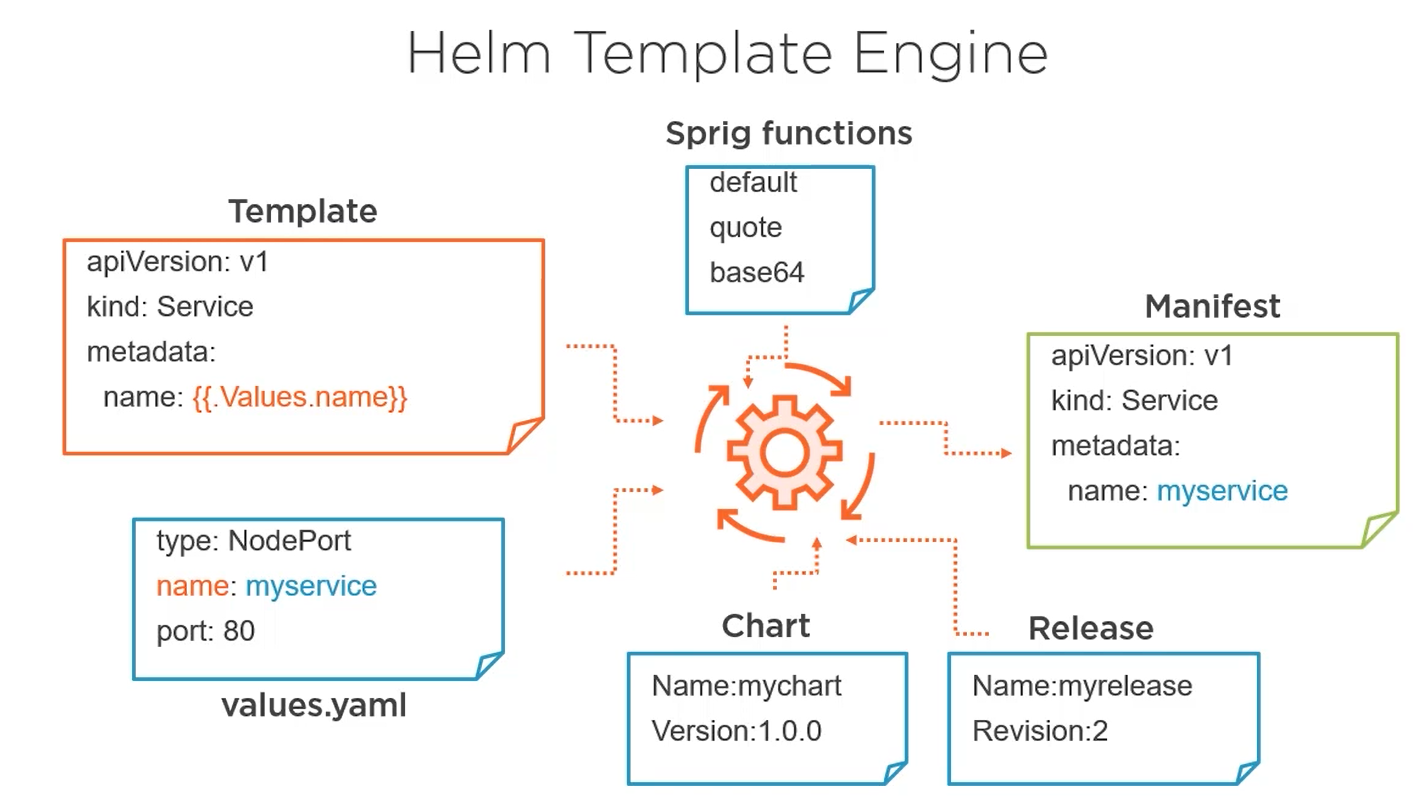 Helm Template Engine
Sprig functions
default
quote
base64
Template
apiVersion: v1
kind: Service
metadata:
name: {{.Values.name}}
type: NodePort
name: myservice
port: 80
values.yaml
Manifest
apiVersion: v1
kind: Service
metadata:
name: myservice
Chart
Name:mychart
Version:1.0.0
Release
Name:myrelease
Revision:2